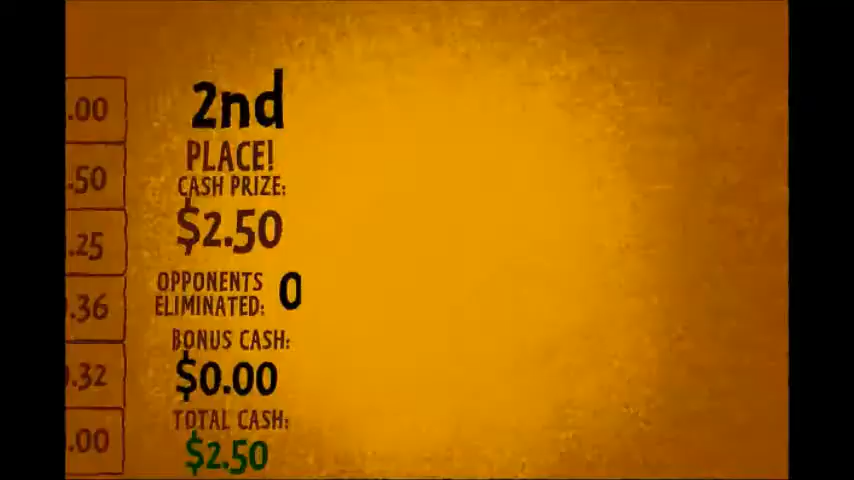 .00
.50
.25
.36
.32
.00
2nd
PLACE!
CASH PRIZE:
$2.50
OPPONENTS
ELIMINATED: 0
BONUS CASH:
$0.00
TOTAL CASH:
$2.50